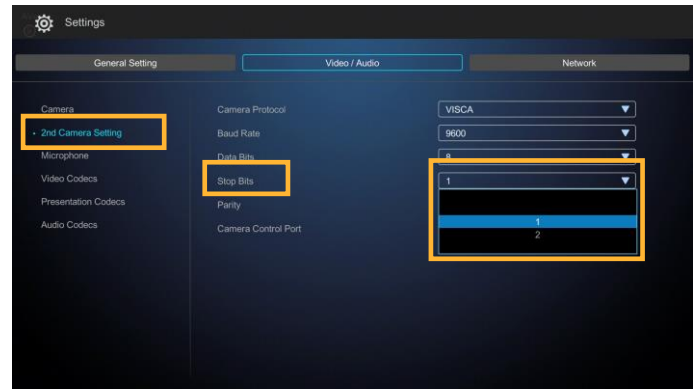 Settings
General Setting
Video / Audio
Network
Camera
Camera Protocol
VISCA
2nd Camera Setting
Baud Rate
9600
Microphone
Data Bits
8
Video Codecs
Stop Bits
1
Presentation Codecs
Parity
1
Audio Codecs
Camera Control Port
2